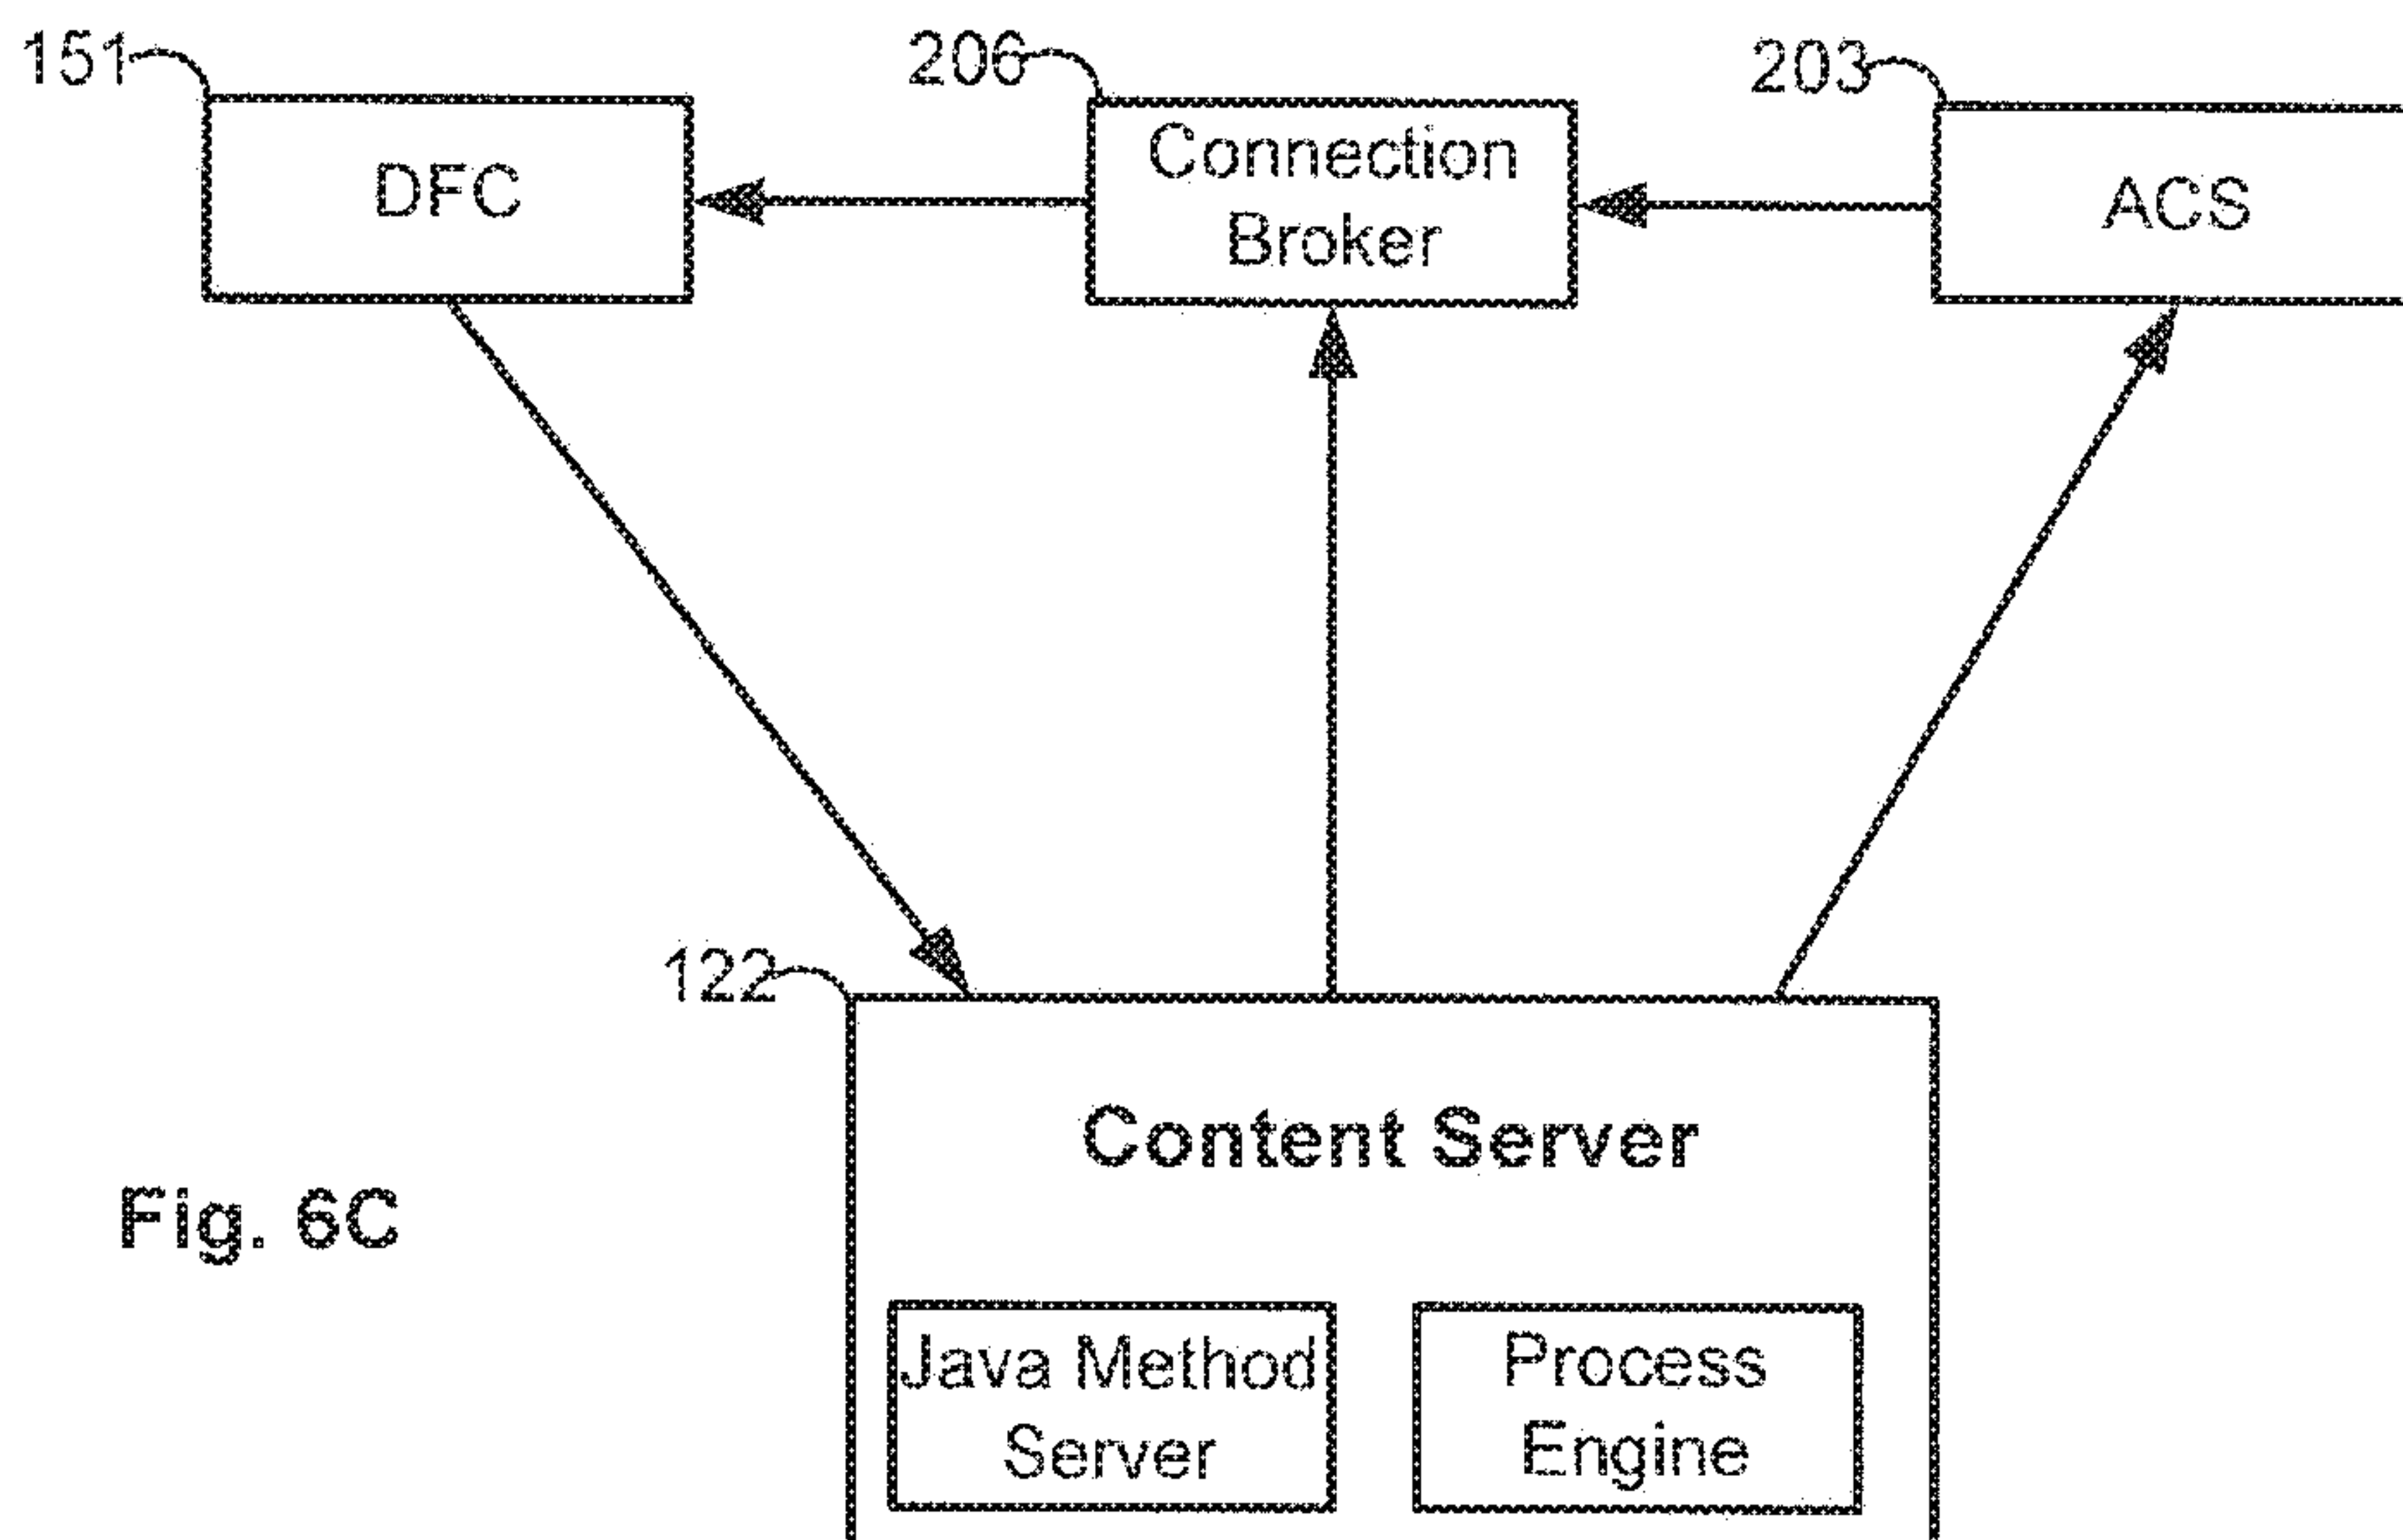 151
206
203
DFC
Connection
Broker
ACS
122
Content Server
Fig. 6C
Java Method
Server
Process
Engine